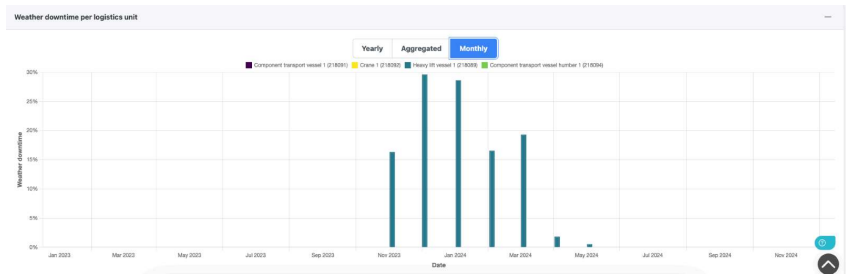 Weather downtime per logistics unit
Yearly Aggregated Monthly
Component transport vessel 1 (218091) Crane 1 (218092) Heavy lift vessel 1 (218089) Component transport vessel humber 1 (218094)
30%
25%
20%
15%
10%
5%
0%
Weather downtime
Jan 2023 Mar 2023 May 2023 Jul 2023 Sep 2023 Nov 2023 Jan 2024 Mar 2024 May 2024 Jul 2024 Sep 2024 Nov 2024
Date